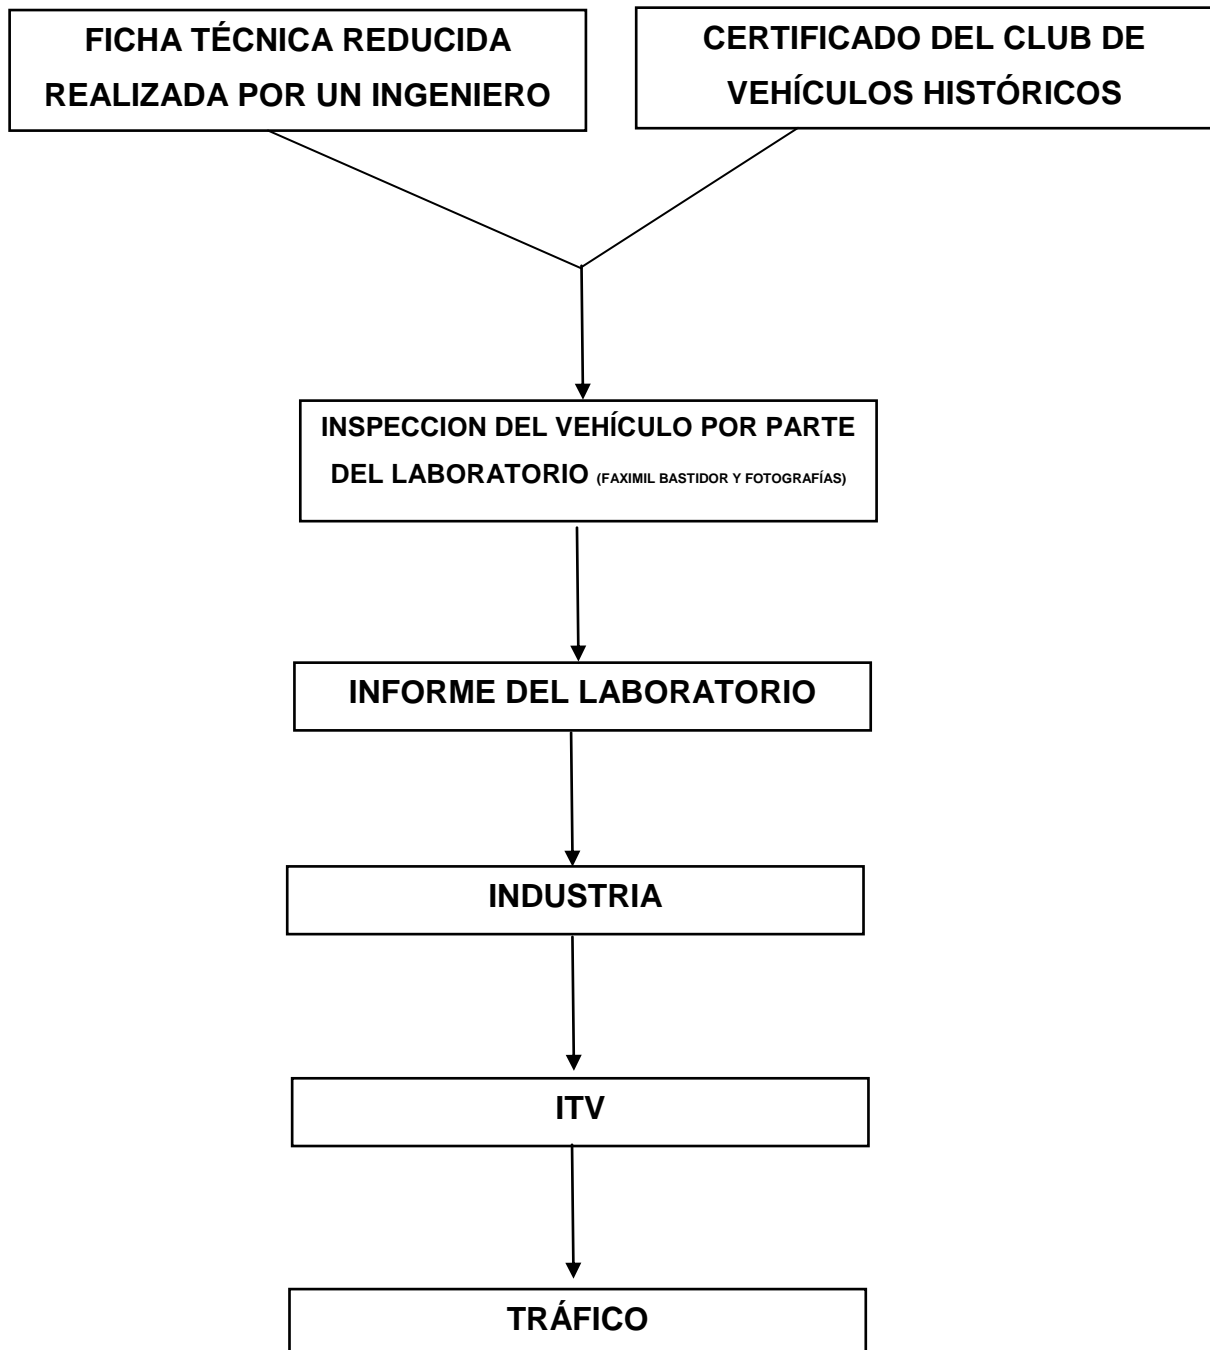 FICHA TÉCNICA REDUCIDA
REALIZADA POR UN INGENIERO
CERTIFICADO DEL CLUB DE
VEHÍCULOS HISTÓRICOS
INSPECCION DEL VEHÍCULO POR PARTE
DEL LABORATORIO (FAXIMIL BASTIDOR Y FOTOGRAFÍAS)
INFORME DEL LABORATORIO
INDUSTRIA
ITV
TRÁFICO